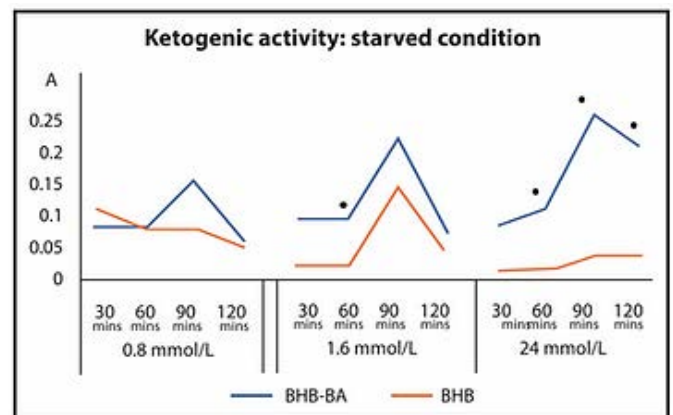 Ketogenic activity: starved condition
A
0.25
0.2
0.15
0.1
0.05
0
30 60 90 120 30 60 90 120 30 60 90 120
mins mins mins mins mins mins mins mins mins mins mins mins
0.8 mmol/L 1.6 mmol/L 24 mmol/L
BHB-BA BHB